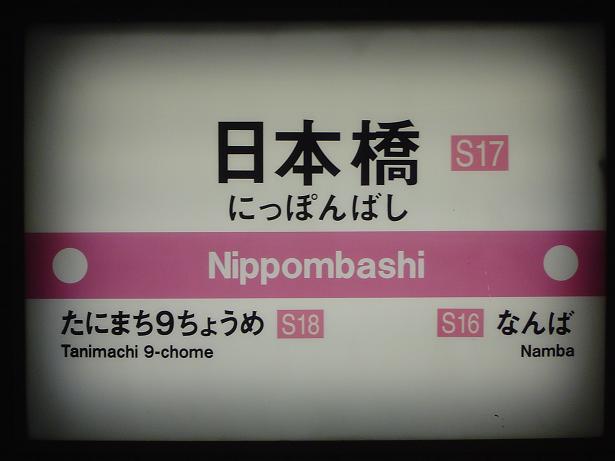 日本橋 S17
にっぽんばし
Nippombashi
たにまち9ちょうめ S18 S16 なんば
Tanimachi 9-chome Namba